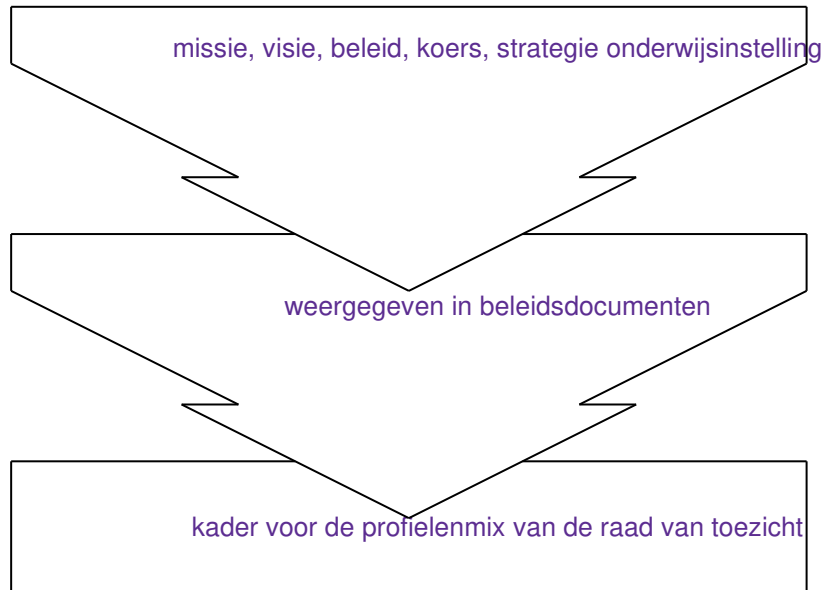 missie, visie, beleid, koers, strategie onderwijsinstelling
weergegeven in beleidsdocumenten
kader voor de profielenmix van de raad van toezicht